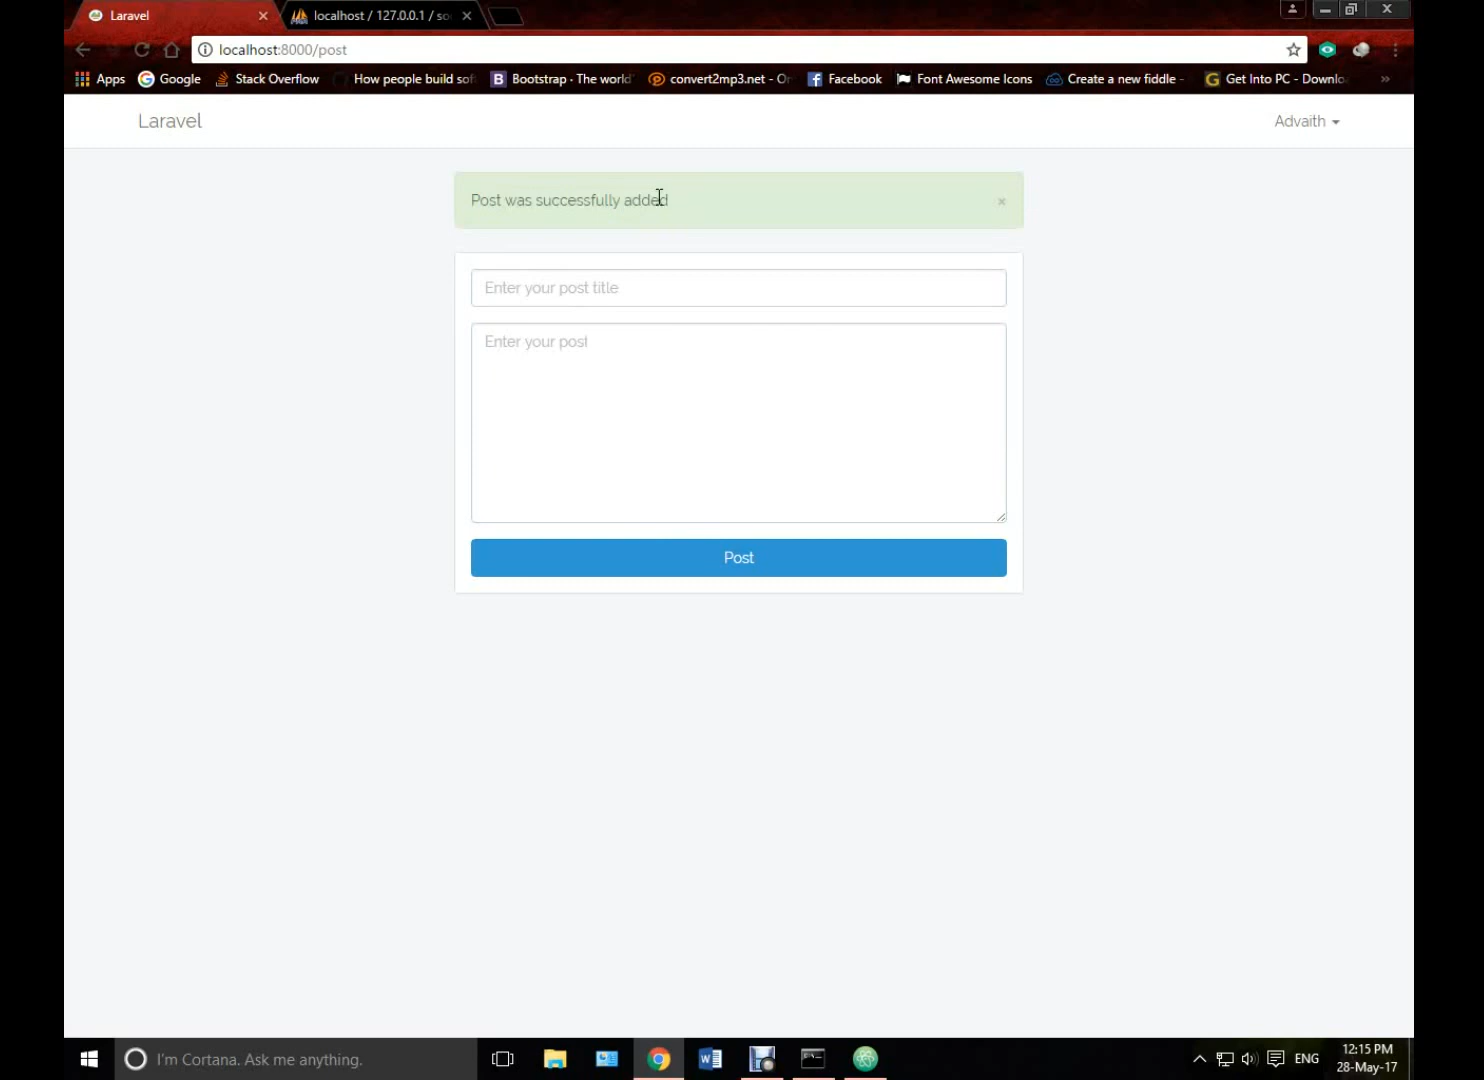 Laravel
localhost / 127.0.0.1 / so
localhost:8000/post
Apps
Google
Stack Overflow
How people build sof
Bootstrap · The world
convert2mp3.net - On
Facebook
Font Awesome Icons
Create a new fiddle -
Get Into PC - Downlo
»
Laravel
Advaith
Post was successfully added
×
Enter your post title
Enter your post
Post
I'm Cortana. Ask me anything.
ENG
12:15 PM
28-May-17